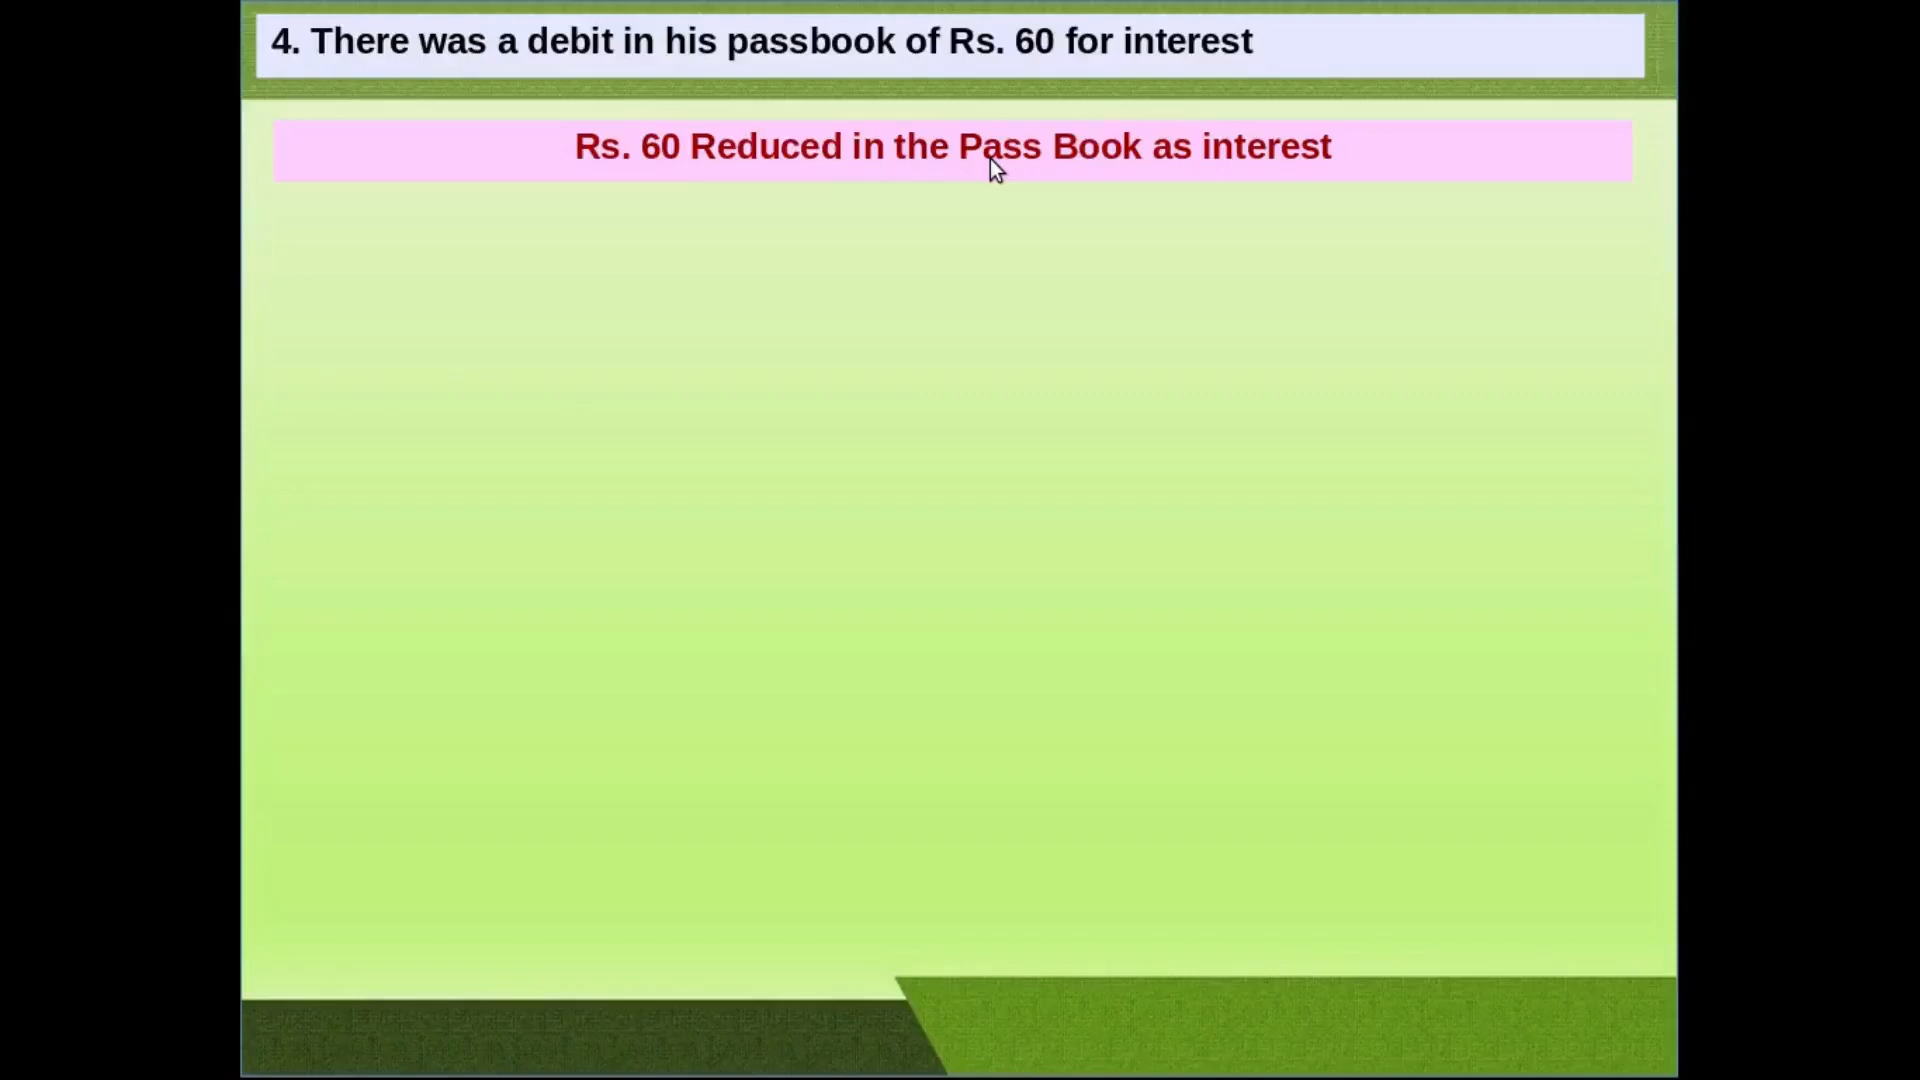 4. There was a debit in his passbook of Rs. 60 for interest
Rs. 60 Reduced in the Pass Book as interest